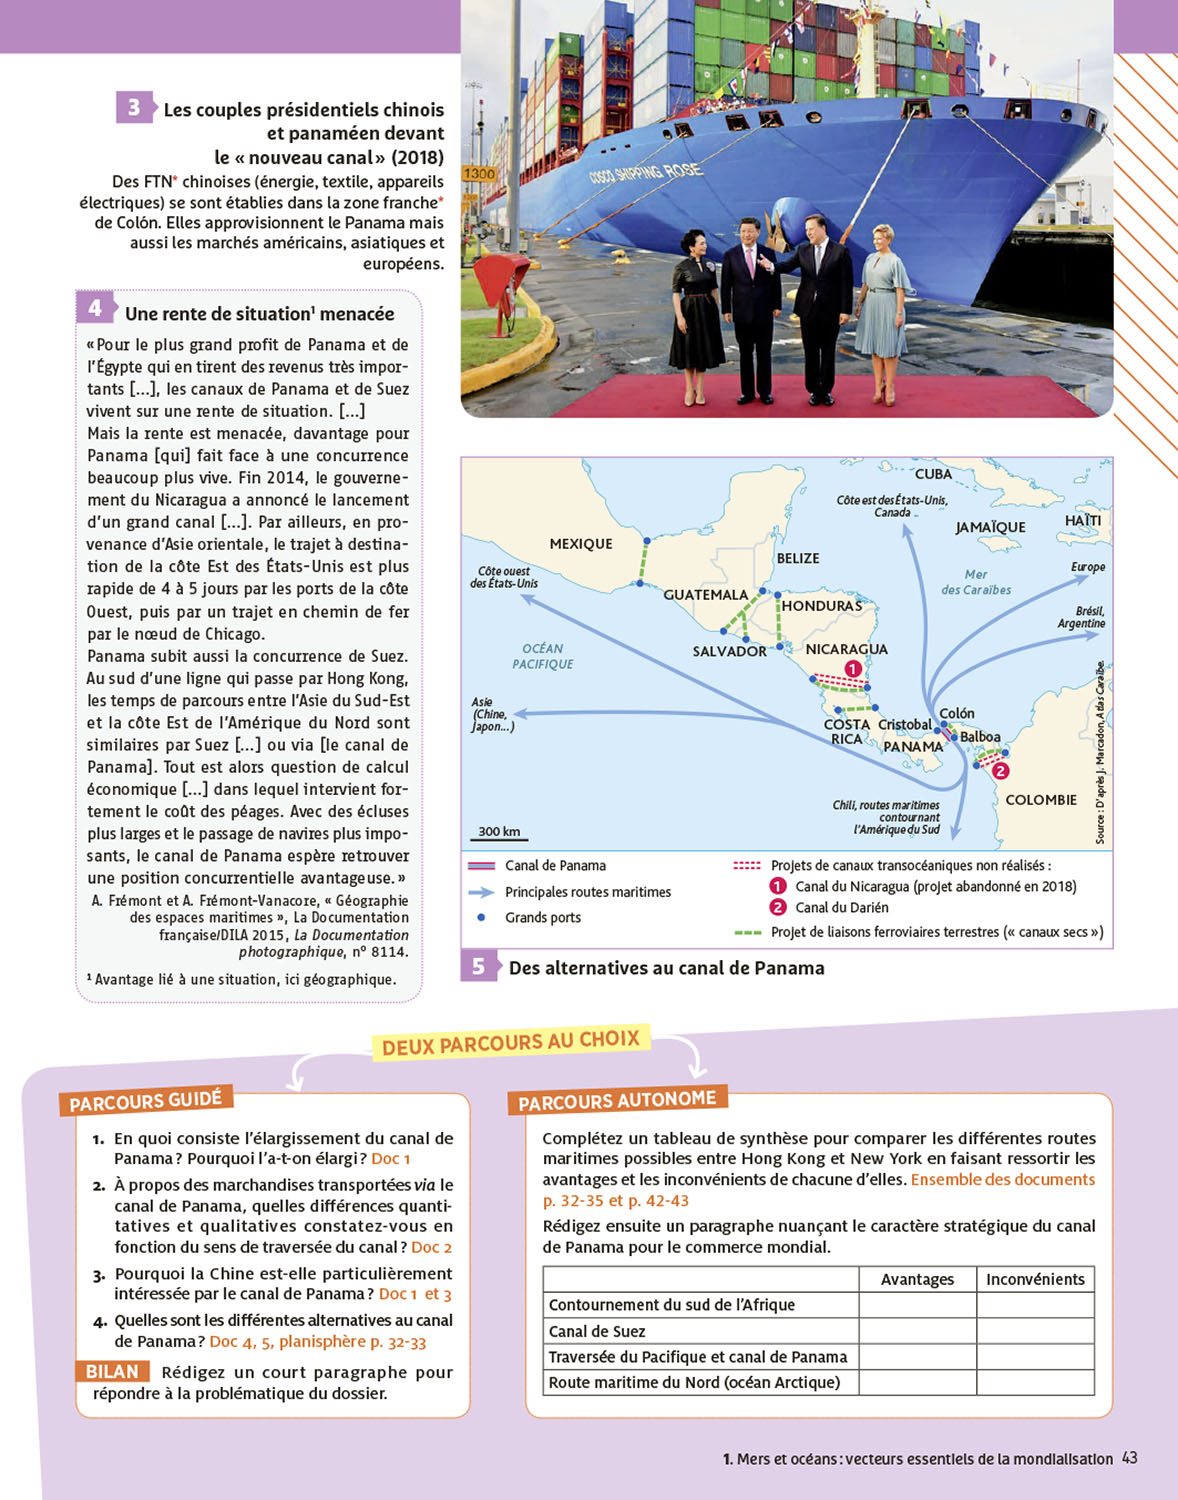 3 Les couples présidentiels chinois
et panaméen devant
le « nouveau canal » (2018)
Des FTN* chinoises (énergie, textile, appareils
électriques) se sont établies dans la zone franche*
de Colón. Elles approvisionnent le Panama mais
aussi les marchés américains, asiatiques et
européens.
1300
COSCO SHIPPING ROSE
4 Une rente de situation¹ menacée
« Pour le plus grand profit de Panama et de
l'Égypte qui en tirent des revenus très impor-
tants [...], les canaux de Panama et de Suez
vivent sur une rente de situation. [...]
Mais la rente est menacée, davantage pour
Panama [qui] fait face à une concurrence
beaucoup plus vive. Fin 2014, le gouverne-
ment du Nicaragua a annoncé le lancement
d'un grand canal [...]. Par ailleurs, en pro-
venance d'Asie orientale, le trajet à destina-
tion de la côte Est des États-Unis est plus
rapide de 4 à 5 jours par les ports de la côte
Ouest, puis par un trajet en chemin de fer
par le nœud de Chicago.
Panama subit aussi la concurrence de Suez.
Au sud d'une ligne qui passe par Hong Kong,
les temps de parcours entre l'Asie du Sud-Est
et la côte Est de l'Amérique du Nord sont
similaires par Suez [...] ou via [le canal de
Panama]. Tout est alors question de calcul
économique [...] dans lequel intervient for-
tement le coût des péages. Avec des écluses
plus larges et le passage de navires plus impo-
sants, le canal de Panama espère retrouver
une position concurrentielle avantageuse. »
A. Frémont et A. Frémont-Vanacore, « Géographie
des espaces maritimes », La Documentation
française/DILA 2015, La Documentation
photographique, n° 8114.
¹ Avantage lié à une situation, ici géographique.
CUBA
Côte est des États-Unis,
Canada
JAMAÏQUE
HAÏTI
MEXIQUE
BELIZE
Côte ouest
des États-Unis
Mer
des Caraïbes
Europe
GUATEMALA
HONDURAS
Brésil,
Argentine
OCÉAN
PACIFIQUE
SALVADOR
NICARAGUA
1
Asie
(Chine,
Japon...)
COSTA
RICA
Cristobal
Colón
Balboa
PANAMA
2
COLOMBIE
Chili, routes maritimes
contournant
l'Amérique du Sud
300 km
Source : D'après J. Marcadon, Atlas Caraïbe.
Canal de Panama
Principales routes maritimes
Grands ports
Projets de canaux transocéaniques non réalisés :
1 Canal du Nicaragua (projet abandonné en 2018)
2 Canal du Darién
Projet de liaisons ferroviaires terrestres (« canaux secs »)
5 Des alternatives au canal de Panama
DEUX PARCOURS AU CHOIX
PARCOURS GUIDÉ
1. En quoi consiste l'élargissement du canal de
Panama ? Pourquoi l'a-t-on élargi ? Doc 1
2. À propos des marchandises transportées via le
canal de Panama, quelles différences quanti-
tatives et qualitatives constatez-vous en
fonction du sens de traversée du canal ? Doc 2
3. Pourquoi la Chine est-elle particulièrement
intéressée par le canal de Panama ? Doc 1 et 3
4. Quelles sont les différentes alternatives au canal
de Panama ? Doc 4, 5, planisphère p. 32-33
BILAN Rédigez un court paragraphe pour
répondre à la problématique du dossier.
PARCOURS AUTONOME
Complétez un tableau de synthèse pour comparer les différentes routes
maritimes possibles entre Hong Kong et New York en faisant ressortir les
avantages et les inconvénients de chacune d'elles. Ensemble des documents
p. 32-35 et p. 42-43
Rédigez ensuite un paragraphe nuançant le caractère stratégique du canal
de Panama pour le commerce mondial.
Avantages Inconvénients
Contournement du sud de l'Afrique
Canal de Suez
Traversée du Pacifique et canal de Panama
Route maritime du Nord (océan Arctique)
1. Mers et océans : vecteurs essentiels de la mondialisation 43